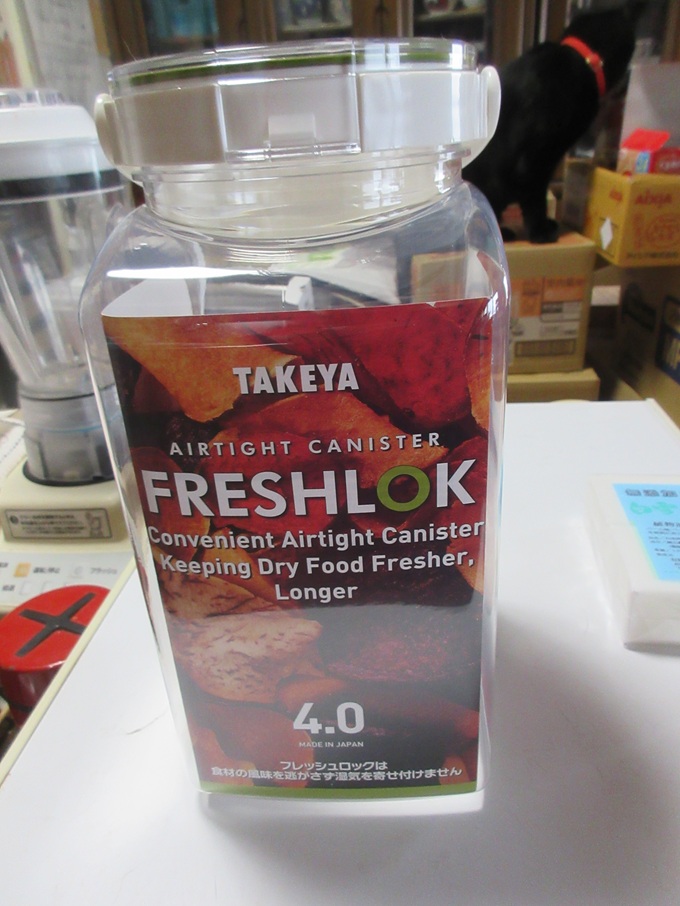 TAKEYA
AIRTIGHT CANISTER
FRESHLOK
Convenient Airtight Canister
Keeping Dry Food Fresher,
Longer
4.0
MADE IN JAPAN
フレッシュロックは
食材の風味を逃がさず湿気を寄せ付けません